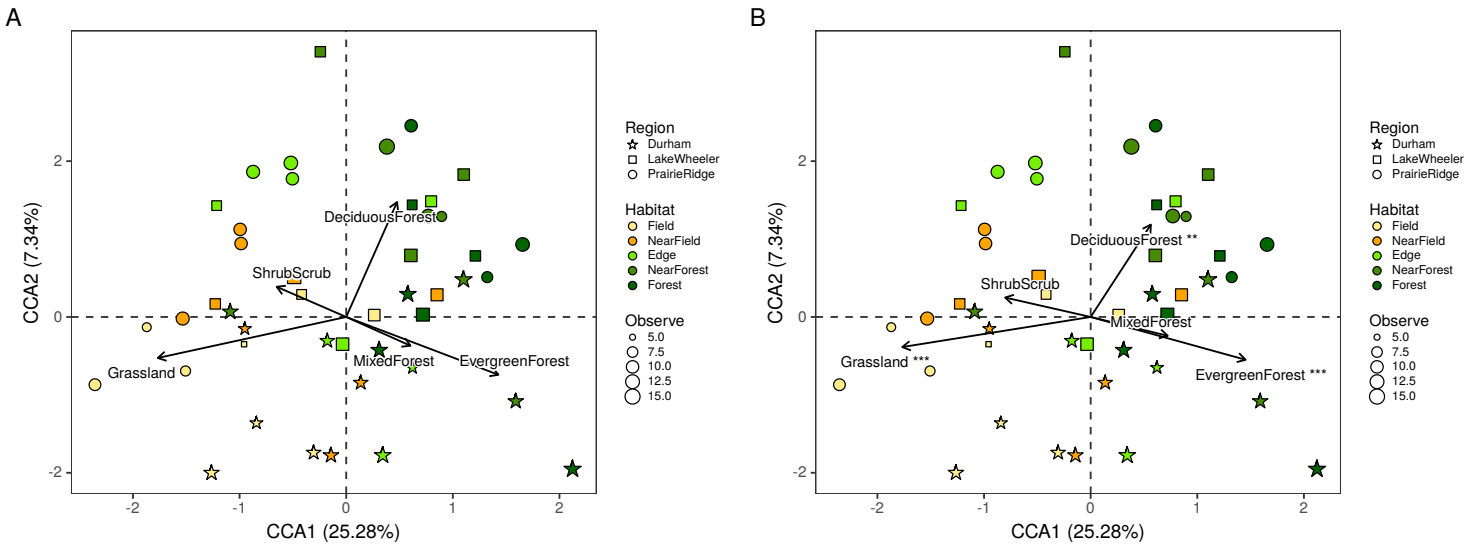 A
CCA2 (7.34%)
2
0
-2
DeciduousForest
ShrubScrub
MixedForest
EvergreenForest
Grassland
-2
-1
0
1
2
CCA1 (25.28%)
Region
Durham
LakeWheeler
PrairieRidge
Habitat
Field
NearField
Edge
NearForest
Forest
Observe
5.0
7.5
10.0
12.5
15.0
B
CCA2 (7.34%)
2
0
-2
DeciduousForest **
ShrubScrub
MixedForest
Grassland ***
EvergreenForest ***
-2
-1
0
1
2
CCA1 (25.28%)
Region
Durham
LakeWheeler
PrairieRidge
Habitat
Field
NearField
Edge
NearForest
Forest
Observe
5.0
7.5
10.0
12.5
15.0